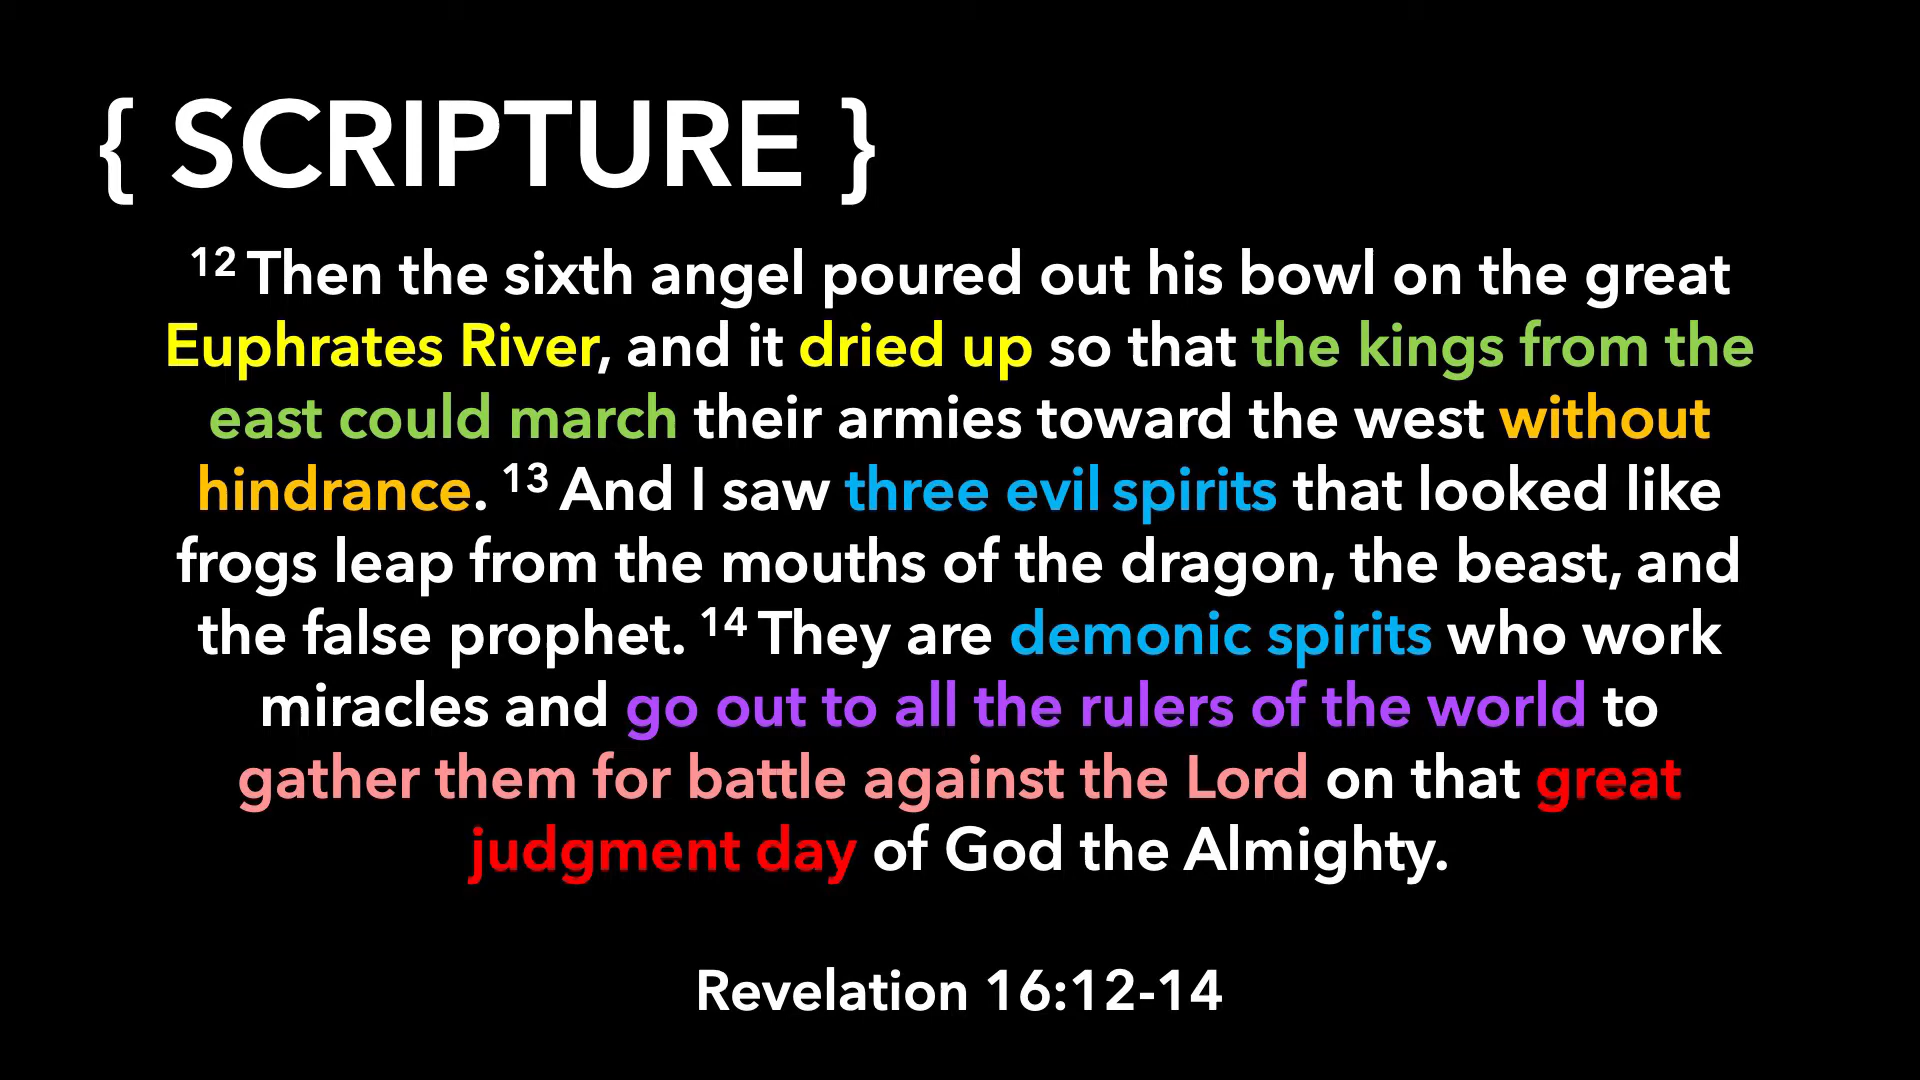 { SCRIPTURE }
12 Then the sixth angel poured out his bowl on the great
Euphrates River, and it dried up so that the kings from the
east could march their armies toward the west without
hindrance. 13 And I saw three evil spirits that looked like
frogs leap from the mouths of the dragon, the beast, and
the false prophet. 14 They are demonic spirits who work
miracles and go out to all the rulers of the world to
gather them for battle against the Lord on that great
judgment day of God the Almighty.
Revelation 16:12-14